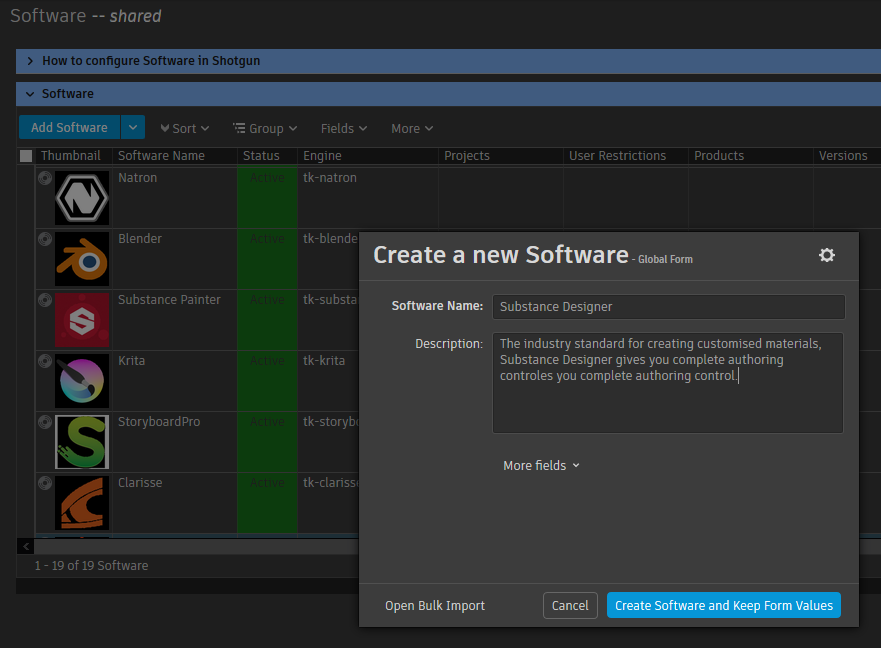 Software -- shared
How to configure Software in Shotgun
Software
Add Software Sort Group Fields More
Thumbnail Software Name Status Engine Projects User Restrictions Products Versions
Natron Active tk-natron
Blender Active tk-blende
Substance Painter Active tk-substa
Krita Active tk-krita
StoryboardPro Active tk-storybo
Clarisse Active tk-clarisse
1 - 19 of 19 Software
Create a new Software - Global Form
Software Name: Substance Designer
Description: The industry standard for creating customised materials,
Substance Designer gives you complete authoring
controles you complete authoring control.
More fields
Open Bulk Import Cancel Create Software and Keep Form Values